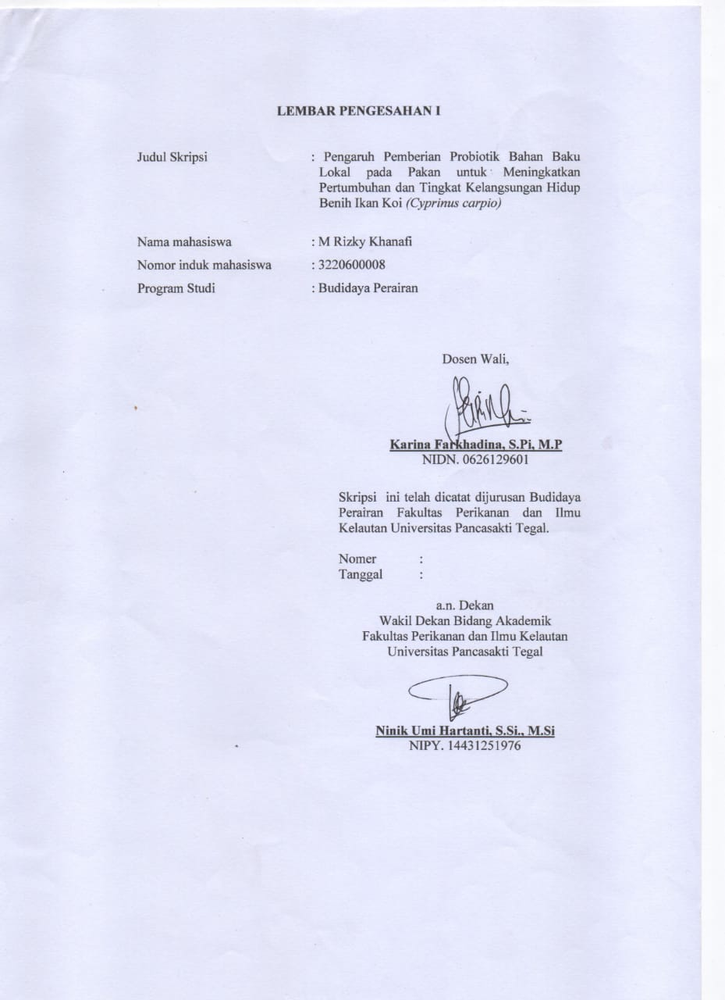 LEMBAR PENGESAHAN I
Judul Skripsi : Pengaruh Pemberian Probiotik Bahan Baku
Lokal pada Pakan untuk Meningkatkan
Pertumbuhan dan Tingkat Kelangsungan Hidup
Benih Ikan Koi (Cyprinus carpio)
Nama mahasiswa : M Rizky Khanafi
Nomor induk mahasiswa : 3220600008
Program Studi : Budidaya Perairan
Dosen Wali,
Karina Farkhadina, S.Pi, M.P
NIDN. 0626129601
Skripsi ini telah dicatat dijurusan Budidaya
Perairan Fakultas Perikanan dan Ilmu
Kelautan Universitas Pancasakti Tegal.
Nomer :
Tanggal :
a.n. Dekan
Wakil Dekan Bidang Akademik
Fakultas Perikanan dan Ilmu Kelautan
Universitas Pancasakti Tegal
Ninik Umi Hartanti, S.Si., M.Si
NIPY. 14431251976